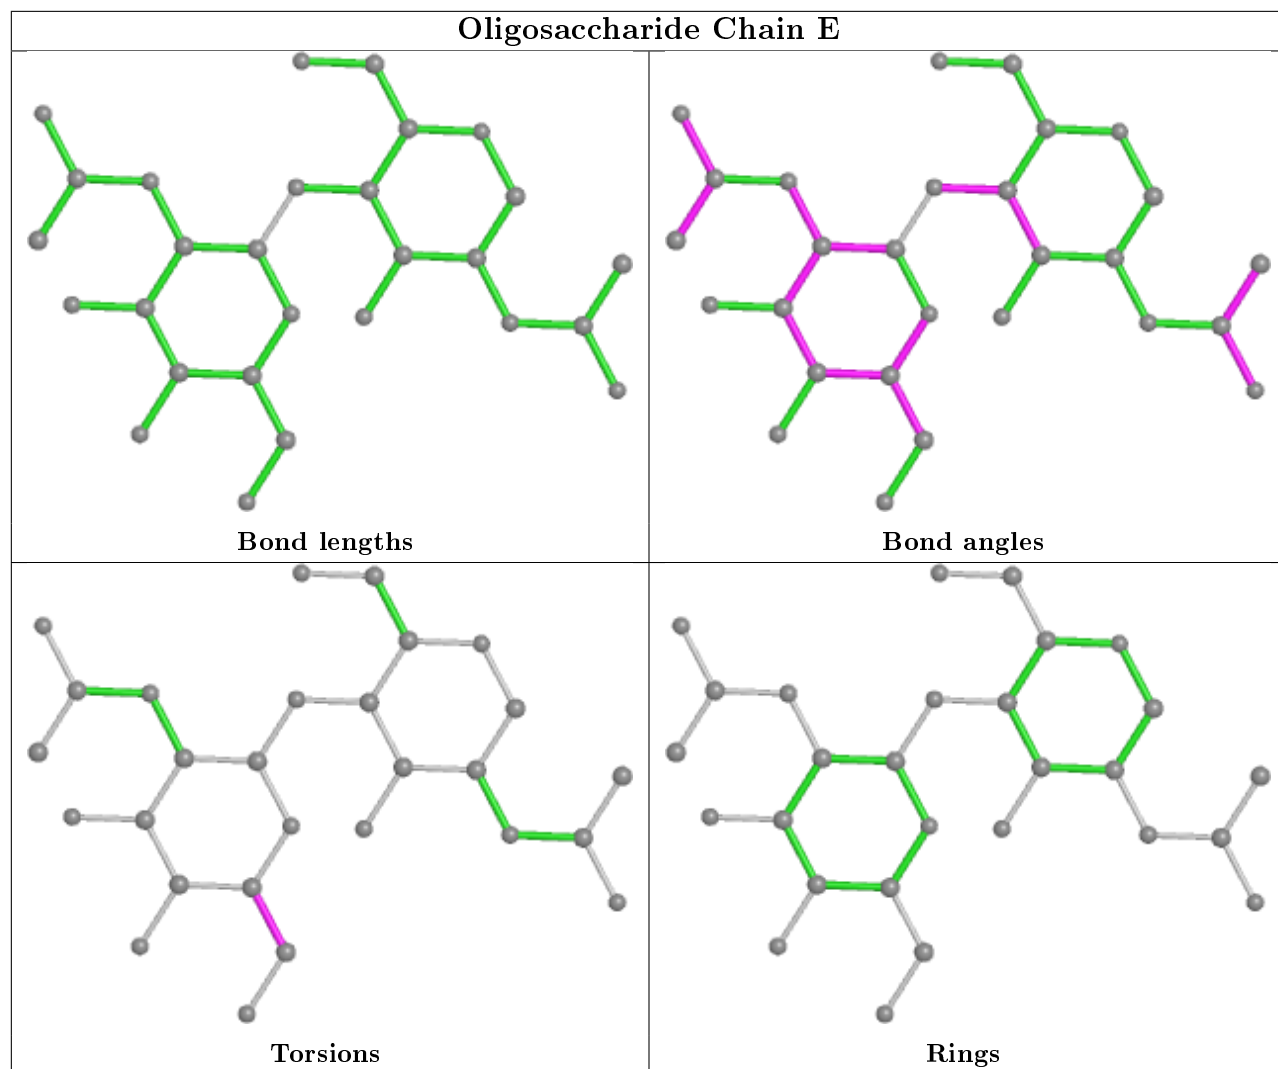 Oligosaccharide Chain E
Bond lengths
Bond angles
Torsions
Rings